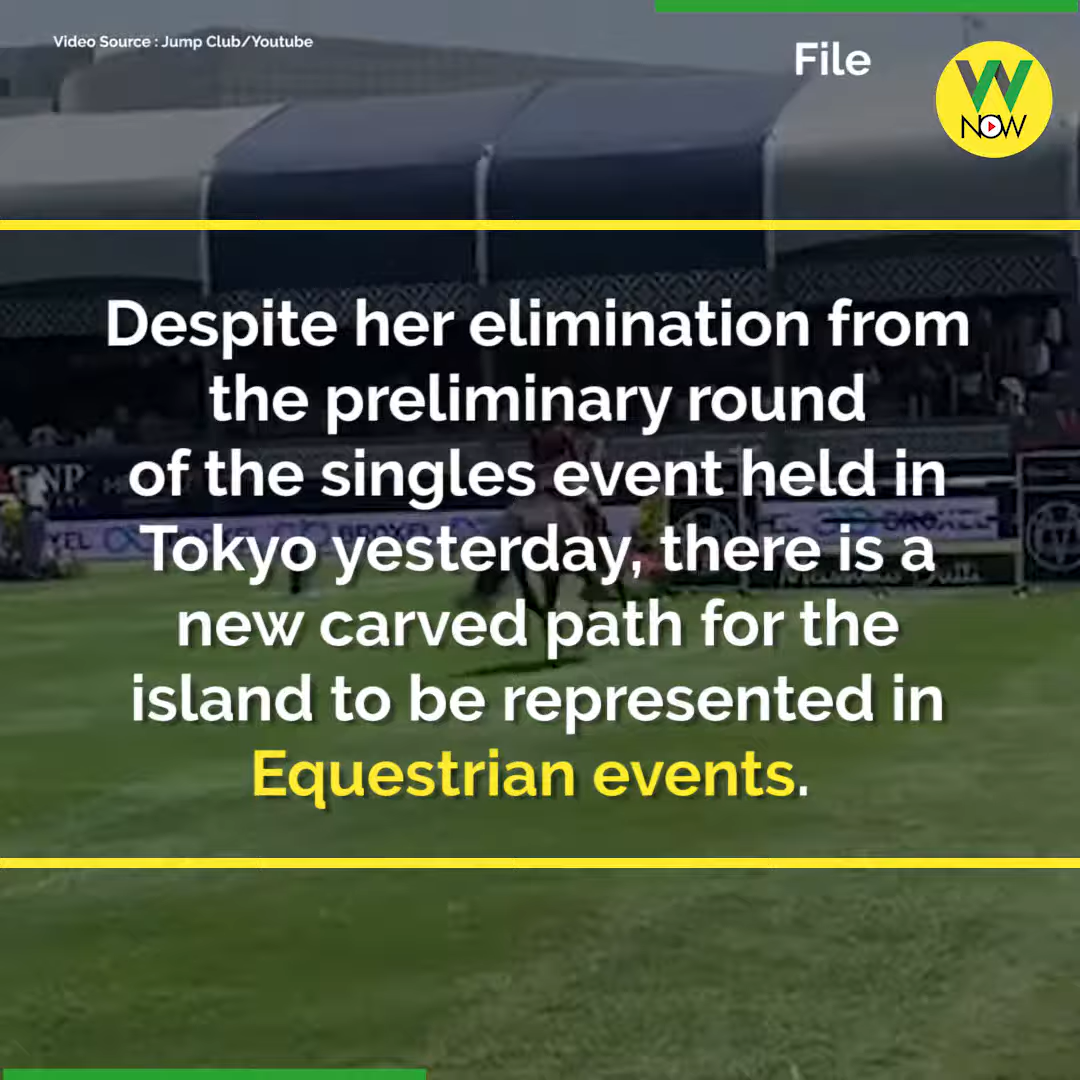 Video Source : Jump Club/Youtube
File
W
NOW
Despite her elimination from
the preliminary round
of the singles event held in
Tokyo yesterday, there is a
new carved path for the
island to be represented in
Equestrian events.